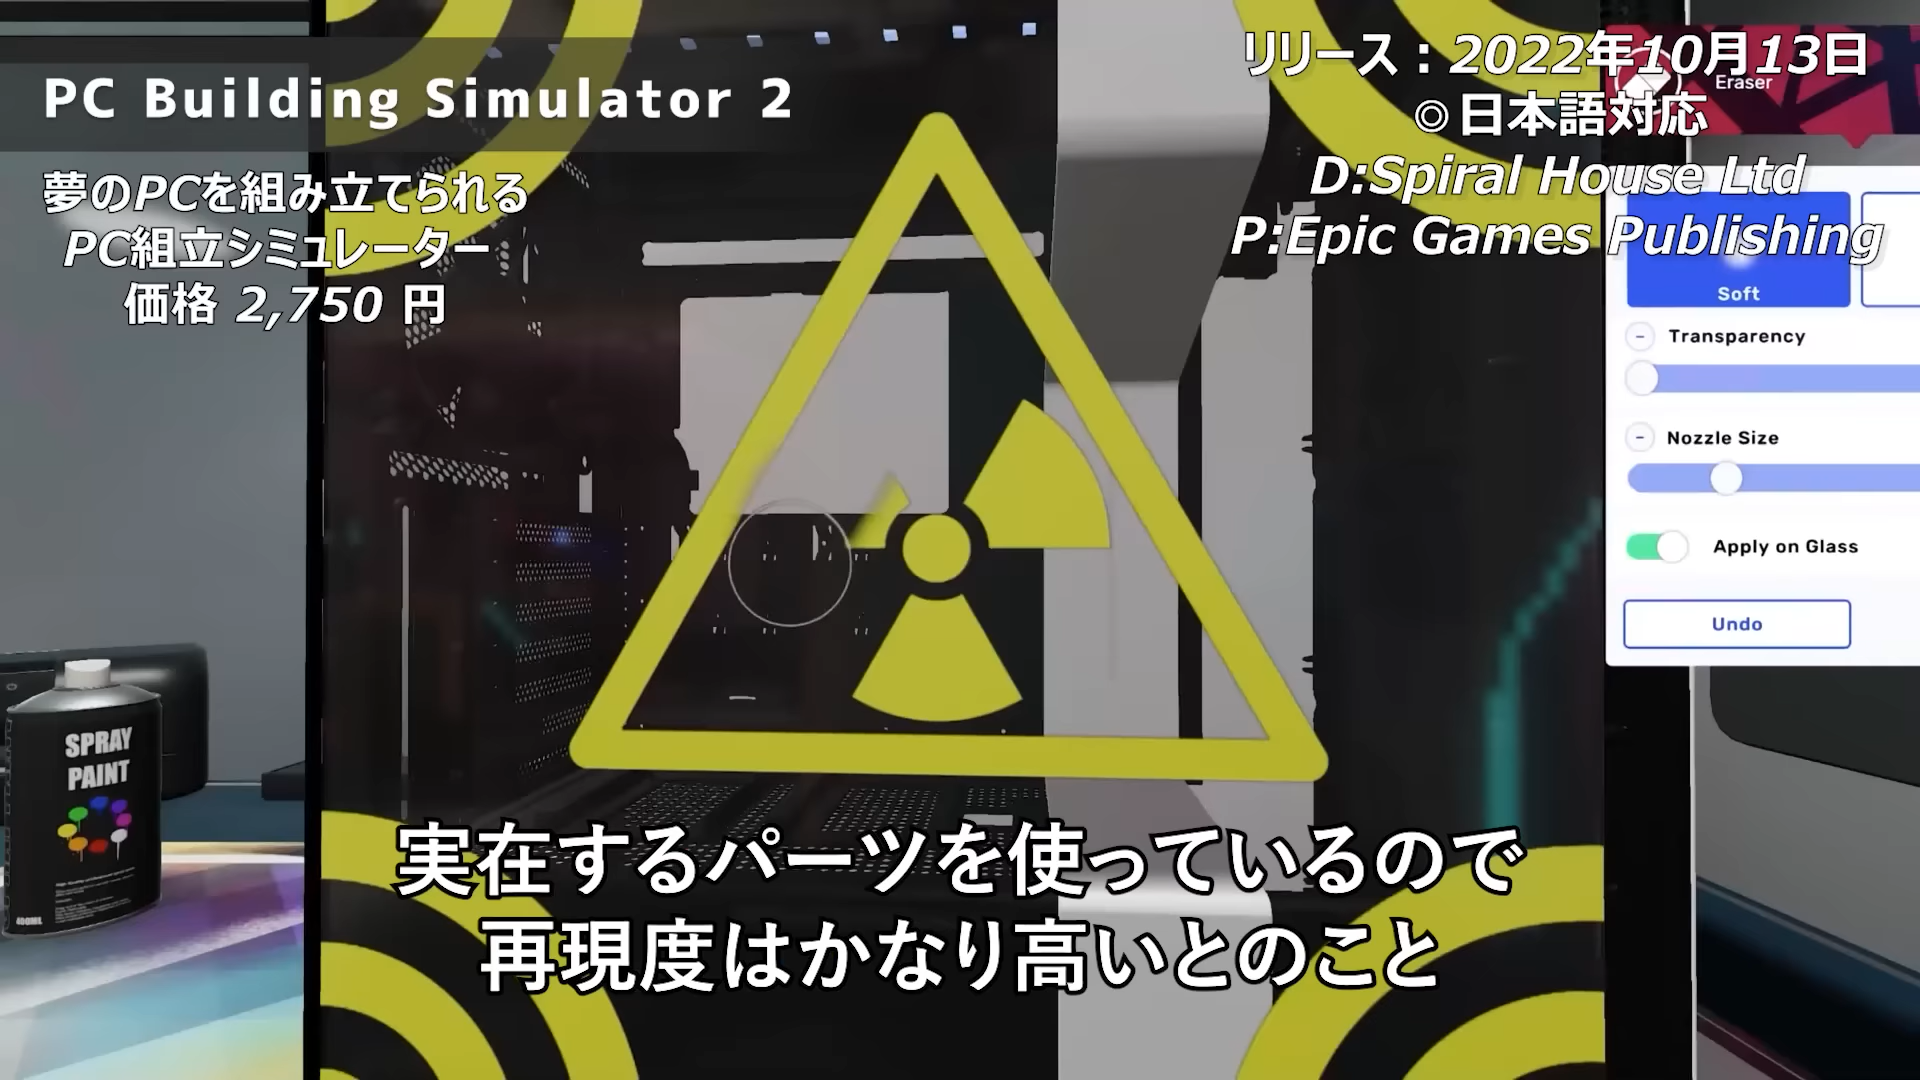 PC Building Simulator 2
夢のPCを組み立てられる
PC組立シミュレーター
価格 2,750 円
リリース：2022年10月13日
◎日本語対応
D:Spiral House Ltd
P:Epic Games Publishing
Eraser
Soft
Transparency
Nozzle Size
Apply on Glass
Undo
SPRAY
PAINT
400ML
実在するパーツを使っているので
再現度はかなり高いとのこと